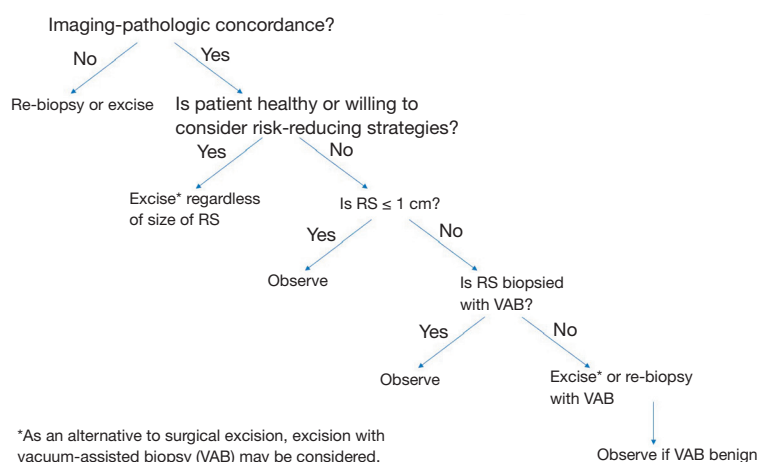 Imaging-pathologic concordance?
No
Yes
Re-biopsy or excise
Is patient healthy or willing to
consider risk-reducing strategies?
Yes
No
Excise* regardless
of size of RS
Is RS ≤ 1 cm?
Yes
No
Observe
Is RS biopsied
with VAB?
Yes
No
Observe
Excise* or re-biopsy
with VAB
*As an alternative to surgical excision, excision with
vacuum-assisted biopsy (VAB) may be considered.
Observe if VAB benign